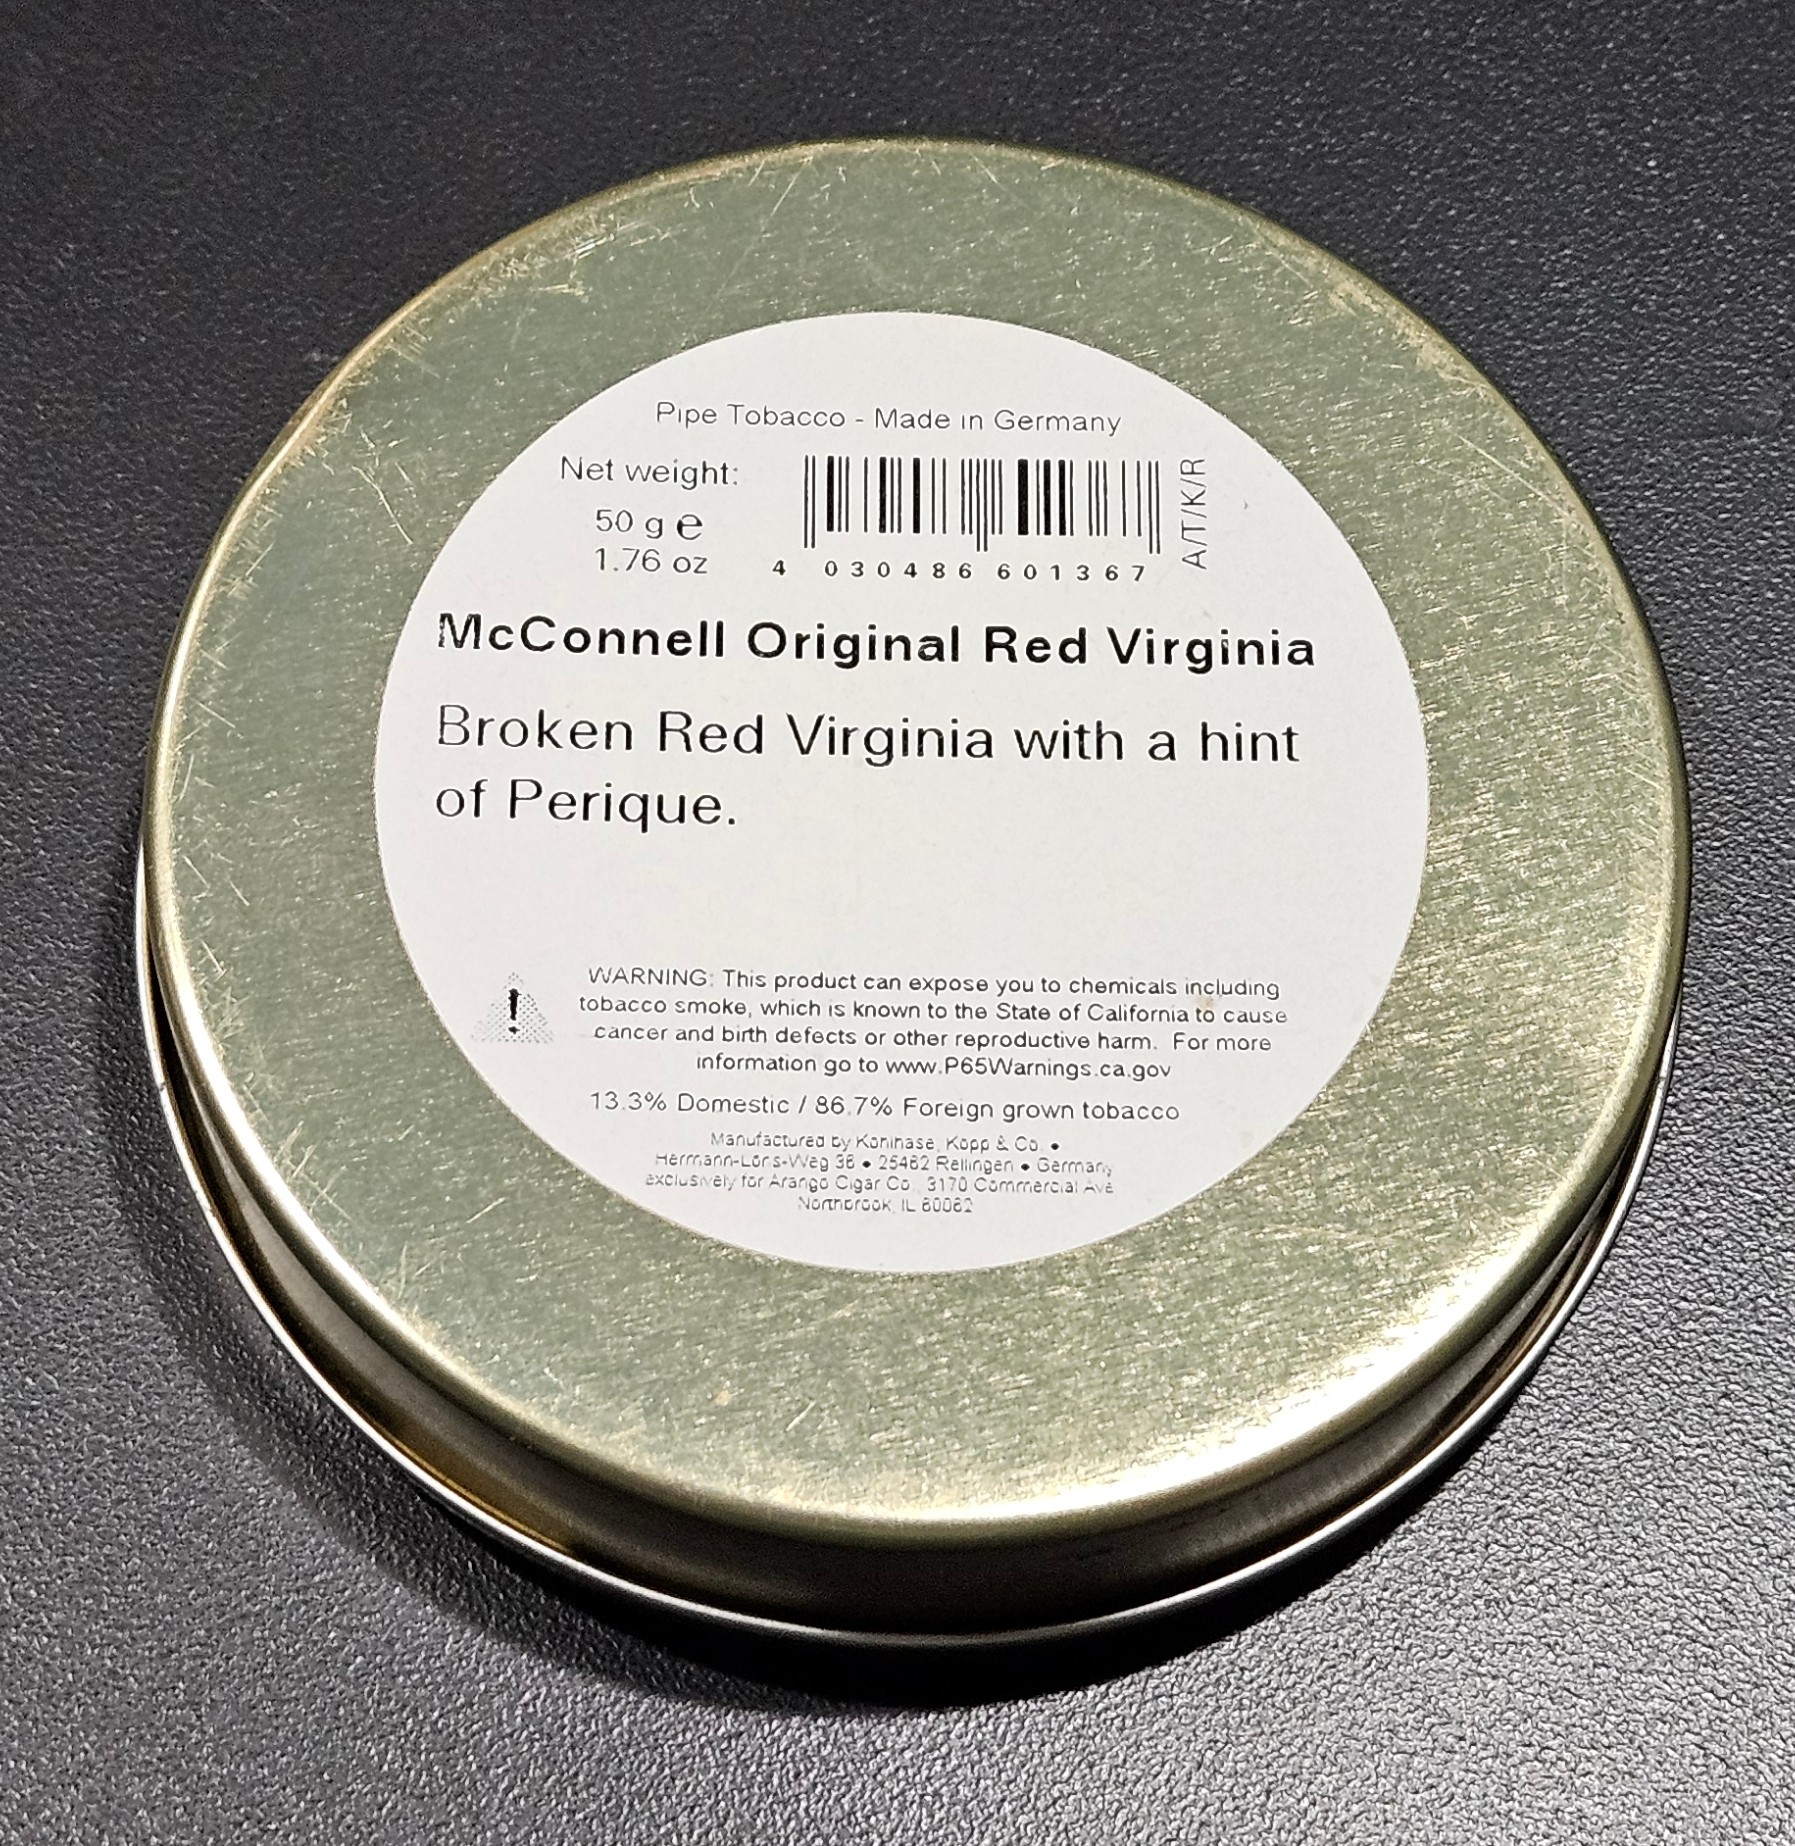 Pipe Tobacco - Made in Germany
Net weight:
50 g e
1.76 oz
4 030486 601367
A/T/K/R
McConnell Original Red Virginia
Broken Red Virginia with a hint
of Perique.
!
WARNING: This product can expose you to chemicals including
tobacco smoke, which is known to the State of California to cause
cancer and birth defects or other reproductive harm. For more
information go to www.P65Warnings.ca.gov
13.3% Domestic / 86.7% Foreign grown tobacco
Manufactured by Kohlhase, Kopp & Co. •
Hermann-Löns-Weg 36 • 25462 Rellingen • Germany
exclusively for Arango Cigar Co., 3170 Commercial Ave
Northbrook, IL 60062